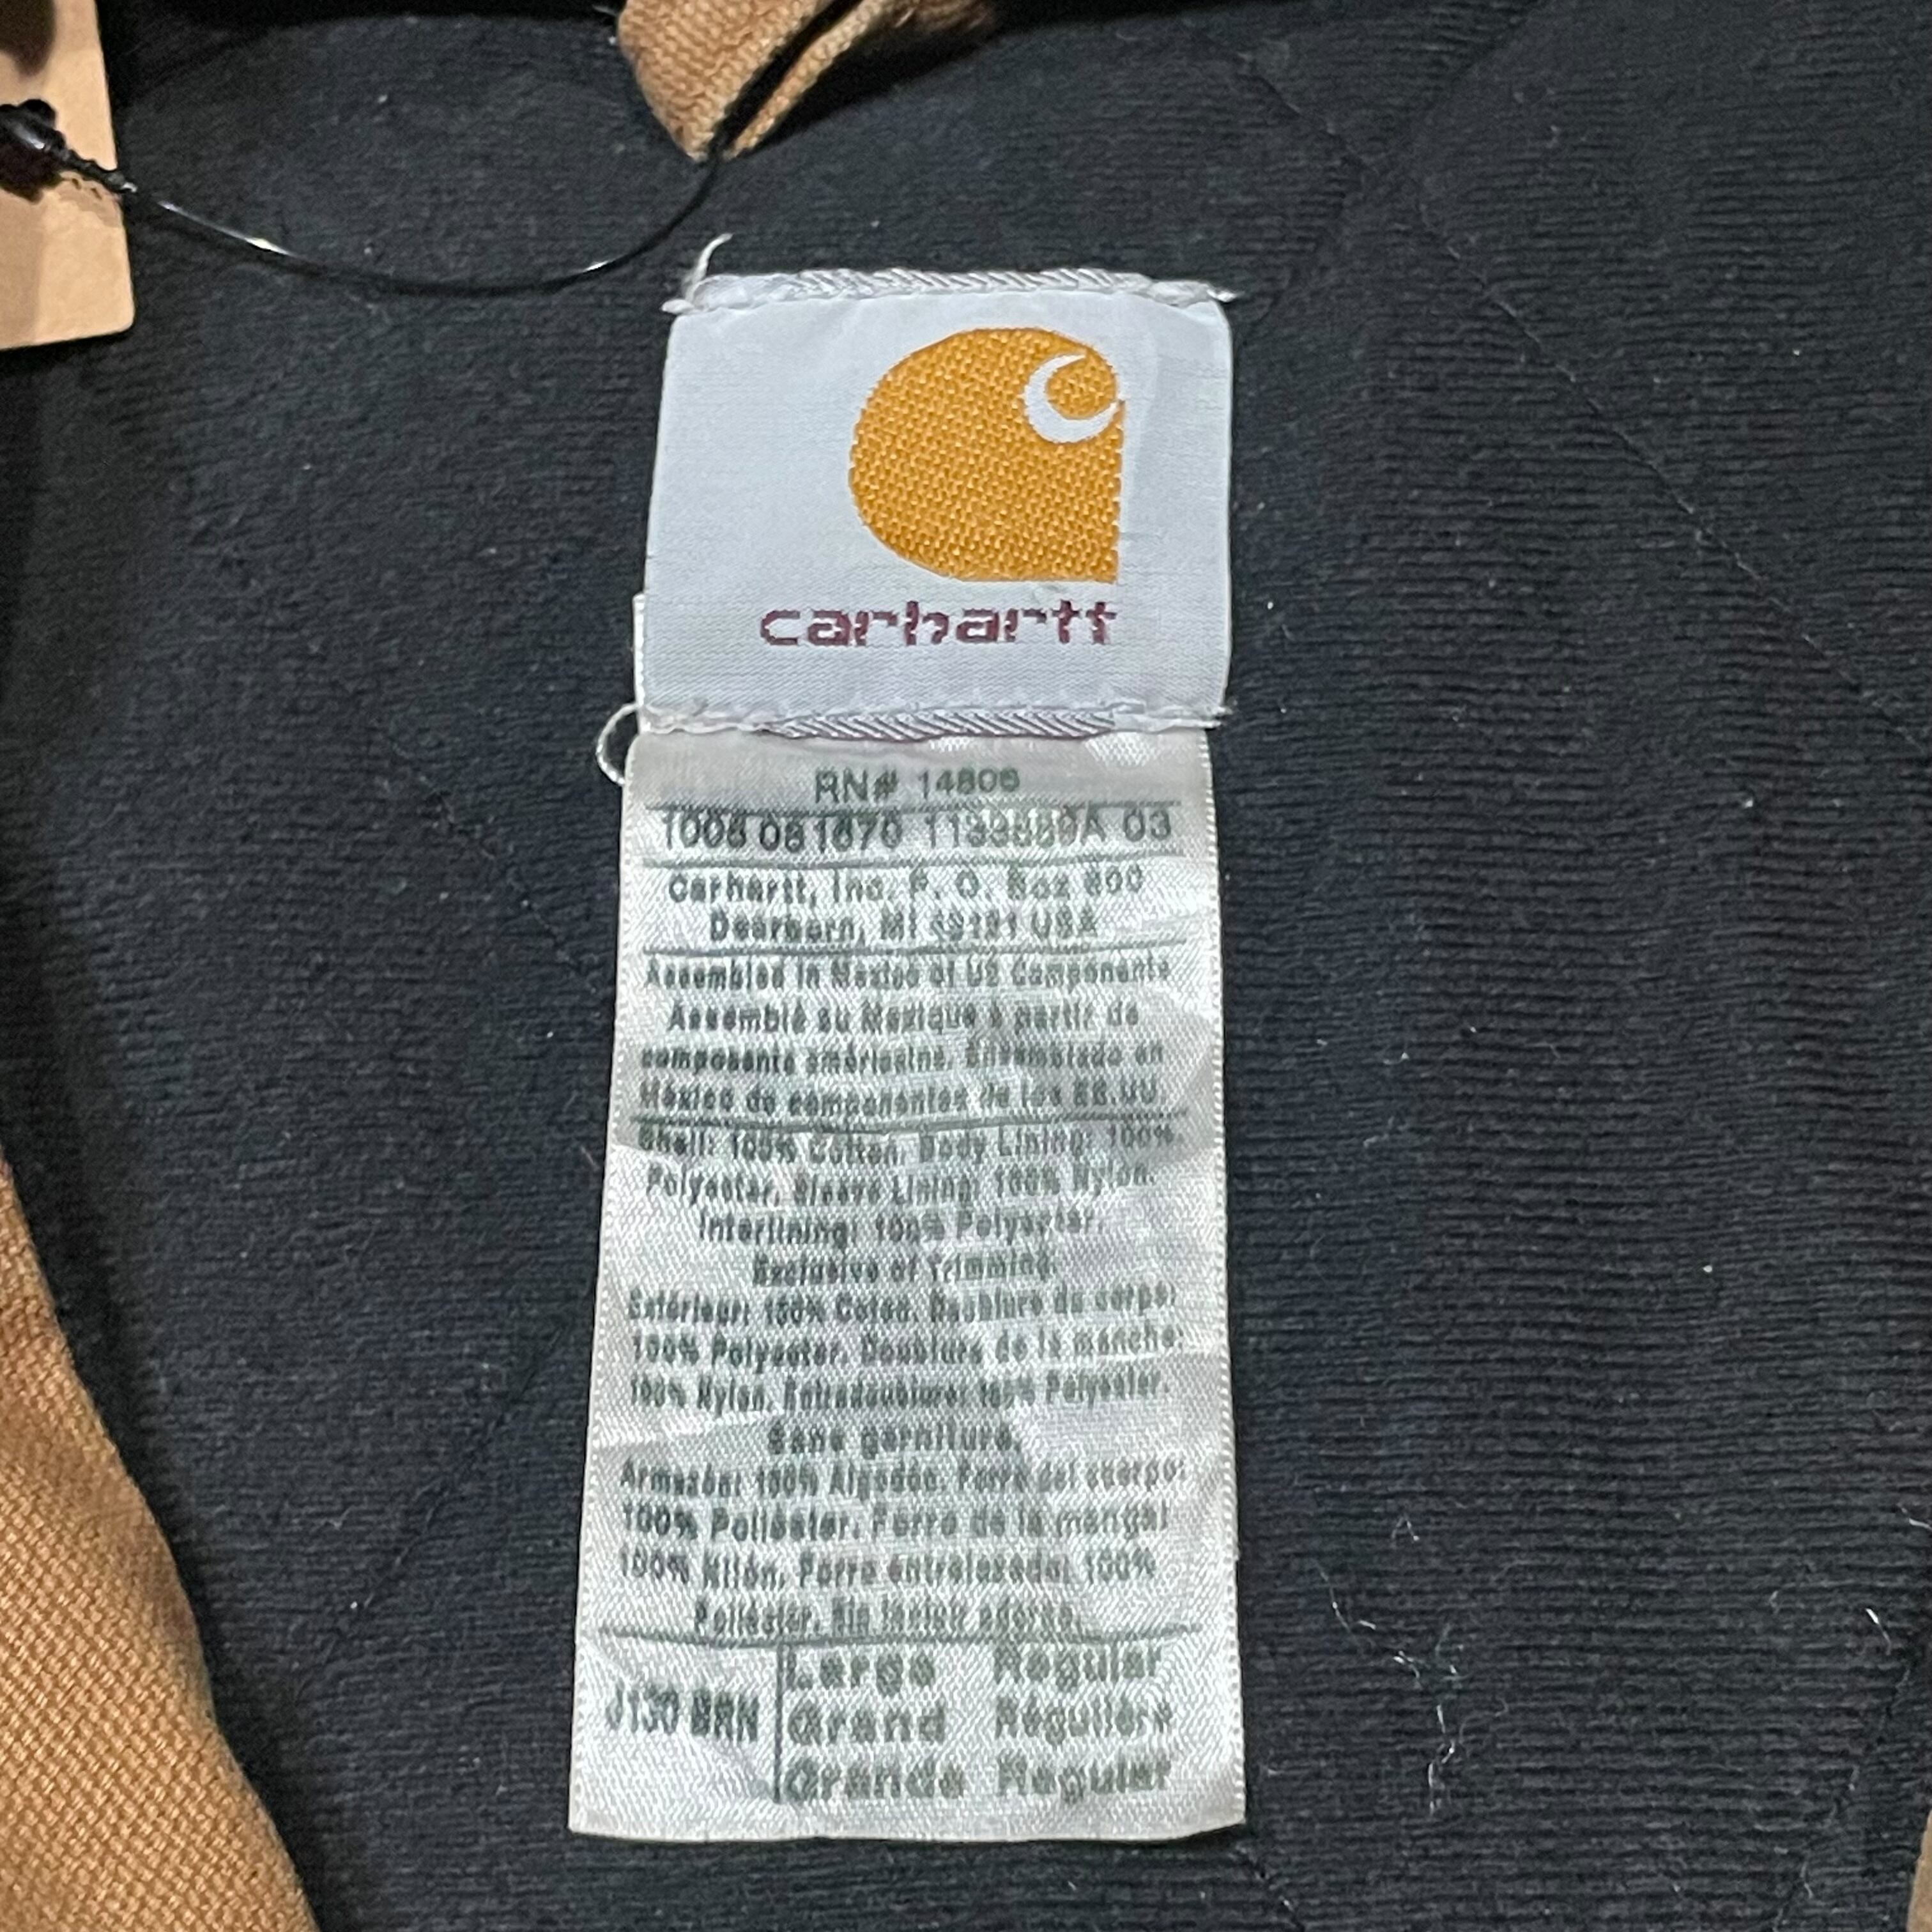 carhartt
RN# 14806
03
Carhartt, Inc. P. O. Box 600
Dearborn, MI 48121 USA
Assembled in Mexico of US Components
Assemblé au Mexique à partir de
composants américains. Ensamblado en
México de componentes de los EE.UU.
Shell: 100% Cotton. Body Lining: 100%
Polyester. Sleeve Lining: 100% Nylon.
Interlining: 100% Polyester.
Exclusive of Trimming.
Extérieur: 100% Coton. Doublure du corps:
100% Polyester. Doublure de la manche:
100% Nylon. 100% Polyester.
Sans garniture.
Armazón: 100% Algodón. Forro del cuerpo:
100% Poliéster. Forro de la manga:
100% Nilón. Forro entrelazado: 100%
Poliéster. Sin adorno.
J130 BRN
Large Regular
Grand Régulière
Grande Regular